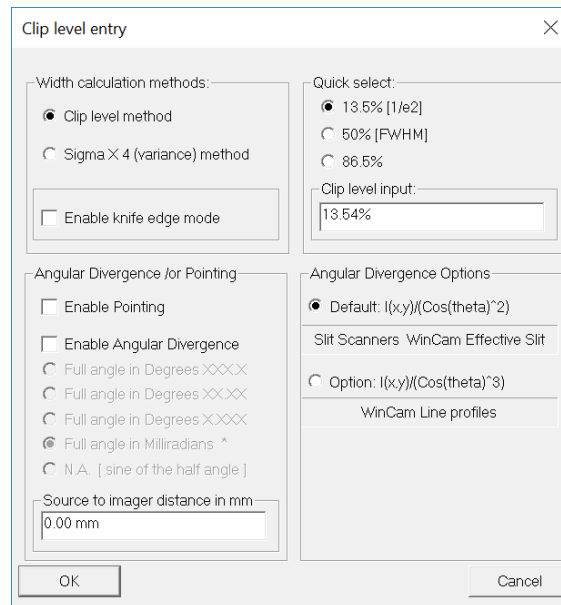 Clip level entry
Width calculation methods:
Clip level method
Sigma X 4 (variance) method
Enable knife edge mode
Quick select:
13.5% [1/e2]
50% [FWHM]
86.5%
Clip level input:
13.54%
Angular Divergence /or Pointing
Enable Pointing
Enable Angular Divergence
Full angle in Degrees XXX.X
Full angle in Degrees XX.XX
Full angle in Degrees X.XXX
Full angle in Milliradians *
N.A. [ sine of the half angle ]
Source to imager distance in mm
0.00 mm
Angular Divergence Options
Default: I(x,y)/(Cos(theta)^2)
Slit Scanners WinCam Effective Slit
Option: I(x,y)/(Cos(theta)^3)
WinCam Line profiles
OK
Cancel